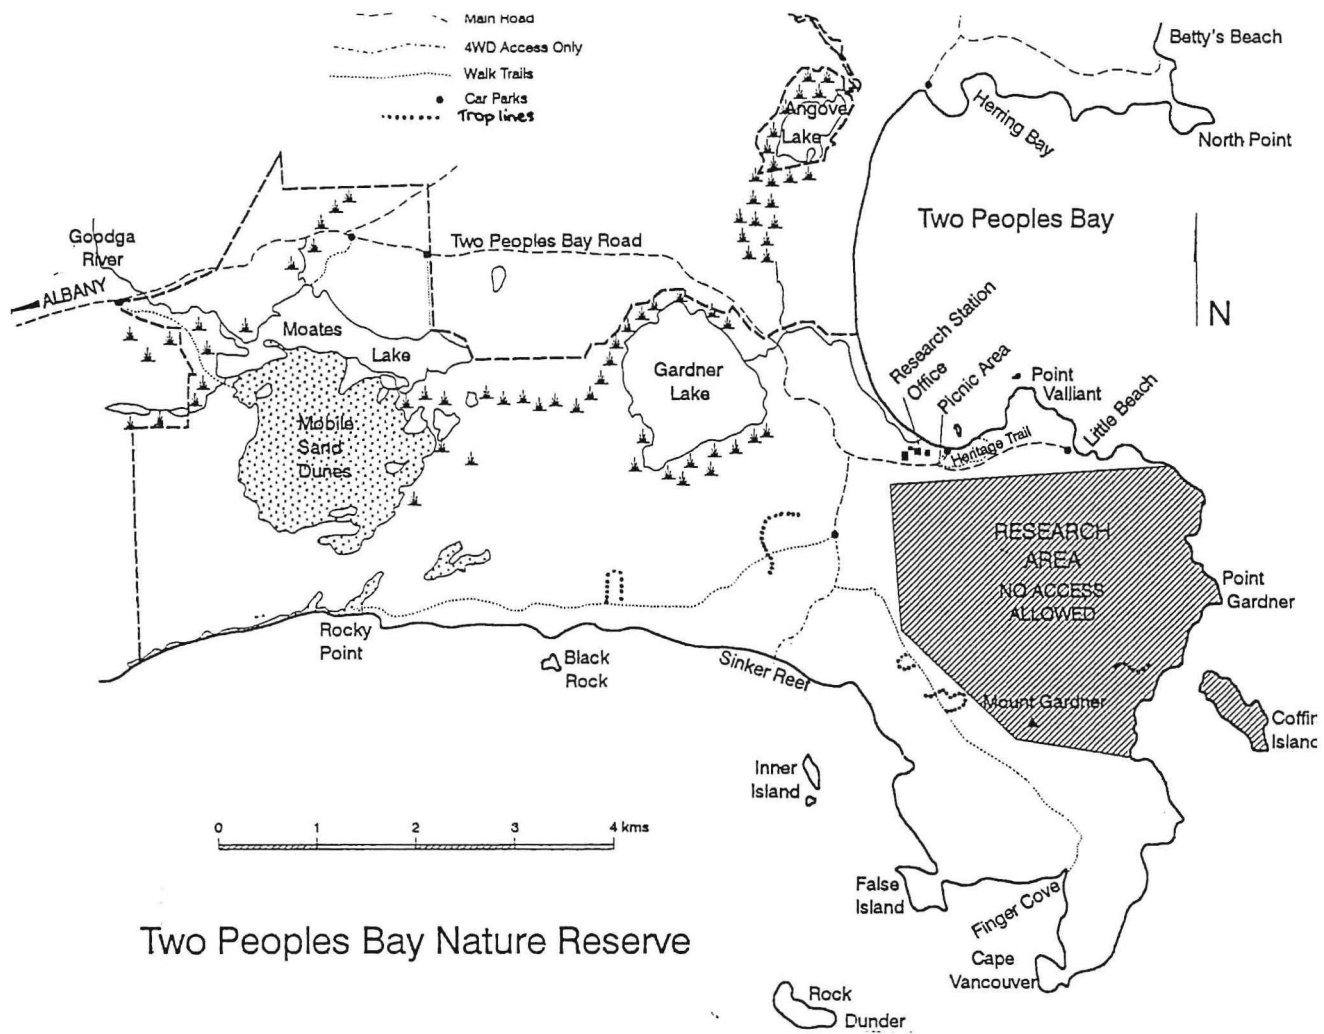 Main Road
4WD Access Only
Walk Trails
Car Parks
Trap lines
Betty's Beach
Herring Bay
North Point
Angove
Lake
Two Peoples Bay
Goodga
River
ALBANY
Two Peoples Bay Road
N
Moates
Lake
Gardner
Lake
Research Station
Office
Picnic Area
Point
Valliant
Little Beach
Heritage Trail
Mobile
Sand
Dunes
RESEARCH
AREA
NO ACCESS
ALLOWED
Point
Gardner
Rocky
Point
Black
Rock
Sinker Reef
Mount Gardner
Coffin
Island
Inner
Island
0 1 2 3 4 kms
False
Island
Finger Cove
Cape
Vancouver
Two Peoples Bay Nature Reserve
Rock
Dunder